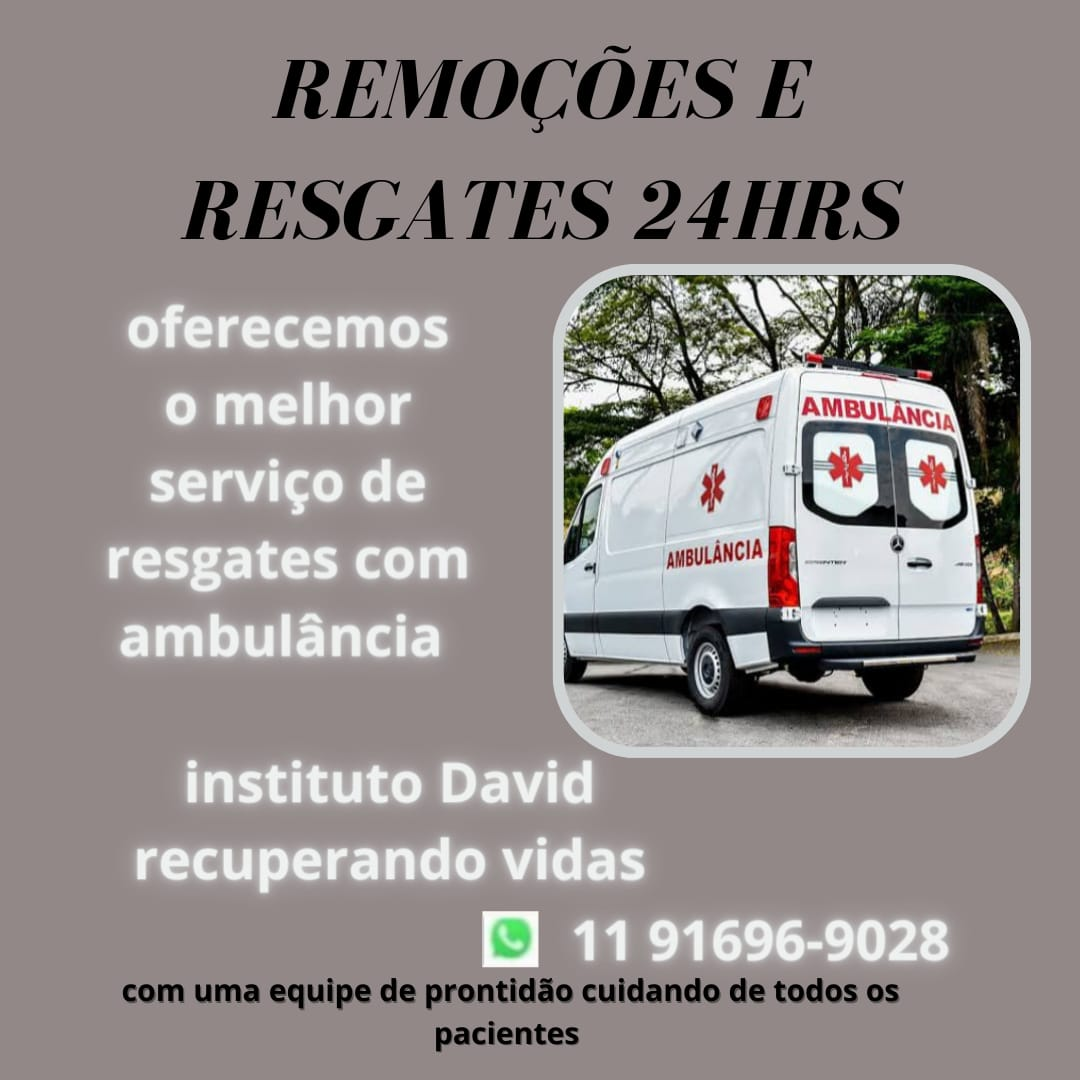 REMOÇÕES E
RESGATES 24HRS
oferecemos
o melhor
serviço de
resgates com
ambulância
AMBULÂNCIA
AMBULÂNCIA
SPRINTER
instituto David
recuperando vidas
11 91696-9028
com uma equipe de prontidão cuidando de todos os
pacientes